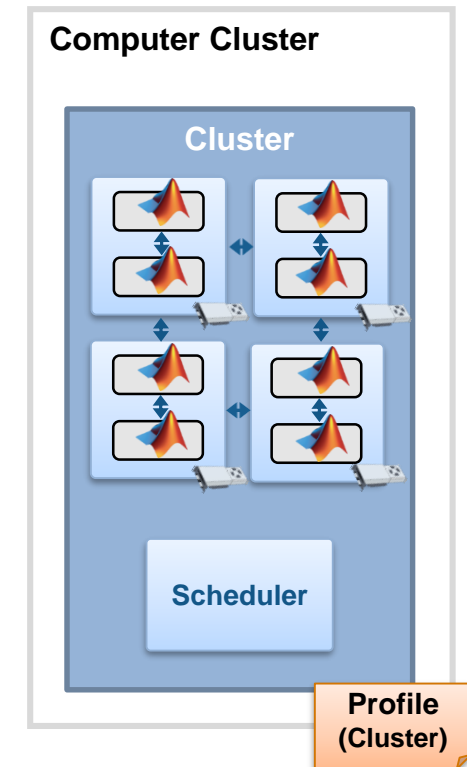 Computer Cluster
Cluster
Scheduler
Profile
(Cluster)